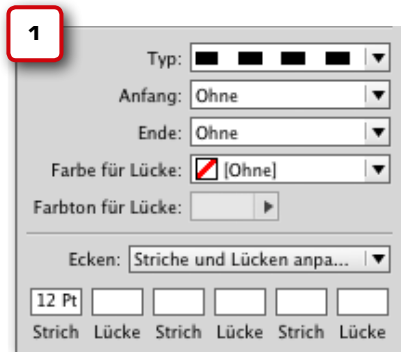 1
Typ:
Anfang: Ohne
Ende: Ohne
Farbe für Lücke: [Ohne]
Farbton für Lücke:
Ecken: Striche und Lücken anpa...
12 Pt
Strich Lücke Strich Lücke Strich Lücke